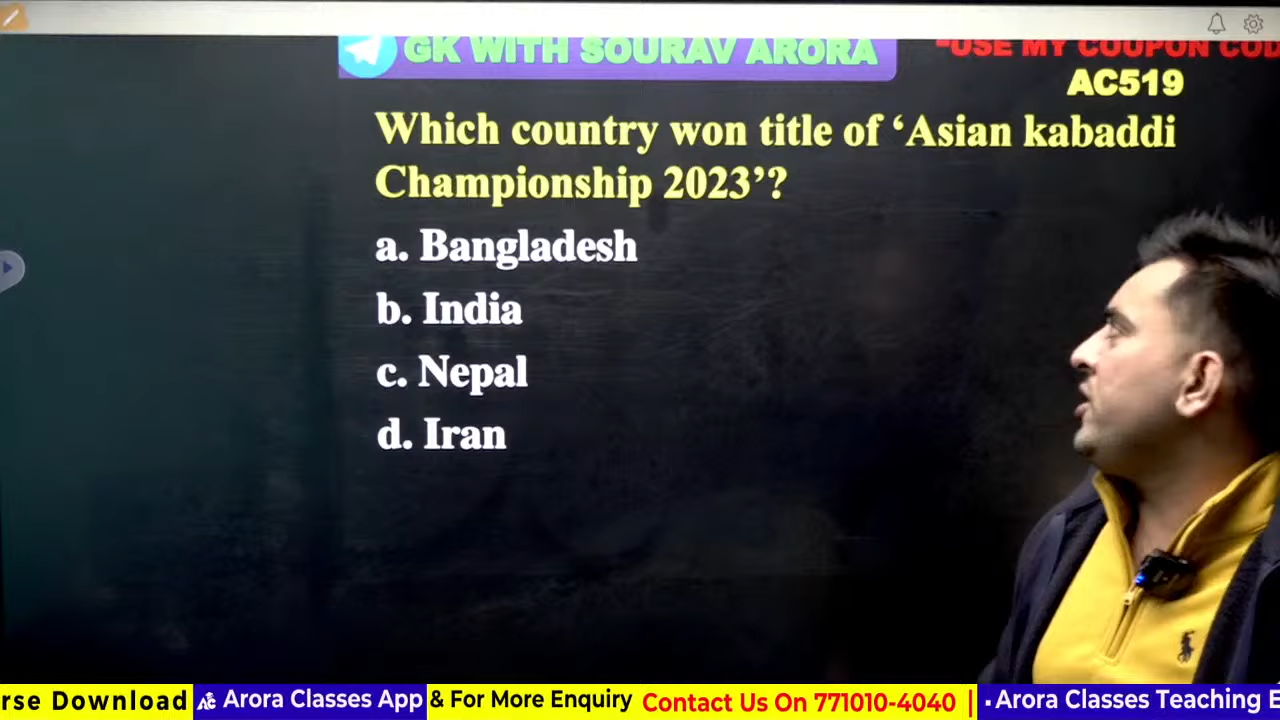 GK WITH SOURAV ARORA
-USE MY COUPON COD
AC519
Which country won title of ‘Asian kabaddi
Championship 2023’?
a. Bangladesh
b. India
c. Nepal
d. Iran
rse Download Arora Classes App & For More Enquiry Contact Us On 771010-4040 | • Arora Classes Teaching E